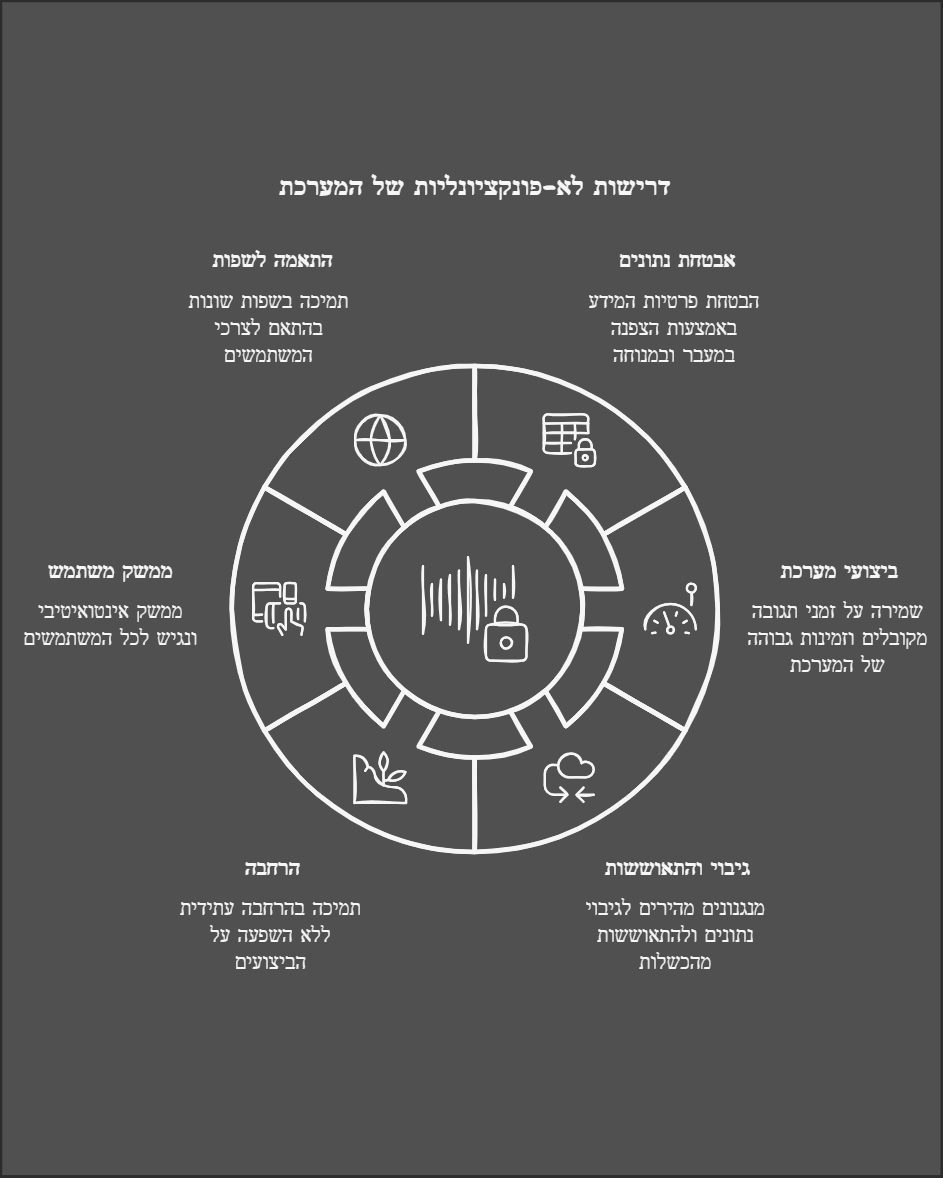 דרישות לא-פונקציונליות של המערכת
אבטחת נתונים
הבטחת פרטיות המידע
באמצעות הצפנה
במעבר ובמנוחה
התאמה לשפות
תמיכה בשפות שונות
בהתאם לצרכי
המשתמשים
ביצועי מערכת
שמירה על זמני תגובה
מקובלים וזמינות גבוהה
של המערכת
ממשק משתמש
ממשק אינטואיטיבי
ונגיש לכל המשתמשים
גיבוי והתאוששות
מנגנונים מהירים לגיבוי
נתונים ולהתאוששות
מהכשלות
הרחבה
תמיכה בהרחבה עתידית
ללא השפעה על
הביצועים